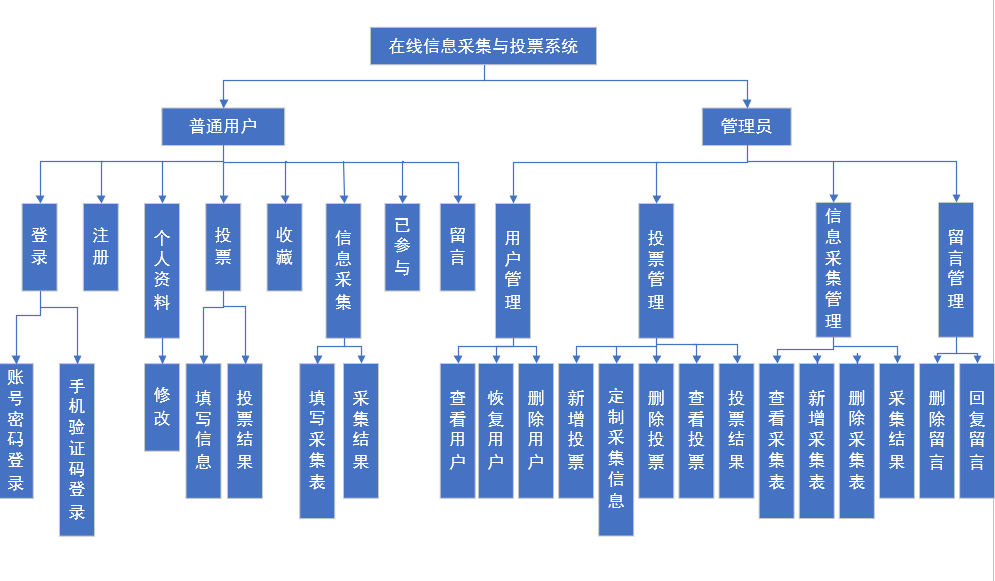 在线信息采集与投票系统
普通用户
管理员
登录
注册
个人资料
投票
收藏
信息采集
已参与
留言
用户管理
投票管理
信息采集管理
留言管理
账号密码登录
手机验证码登录
修改
填写信息
投票结果
填写采集表
采集结果
查看用户
恢复用户
删除用户
新增投票
定制采集信息
删除投票
查看投票
投票结果
查看采集表
新增采集表
删除采集表
采集结果
删除留言
回复留言